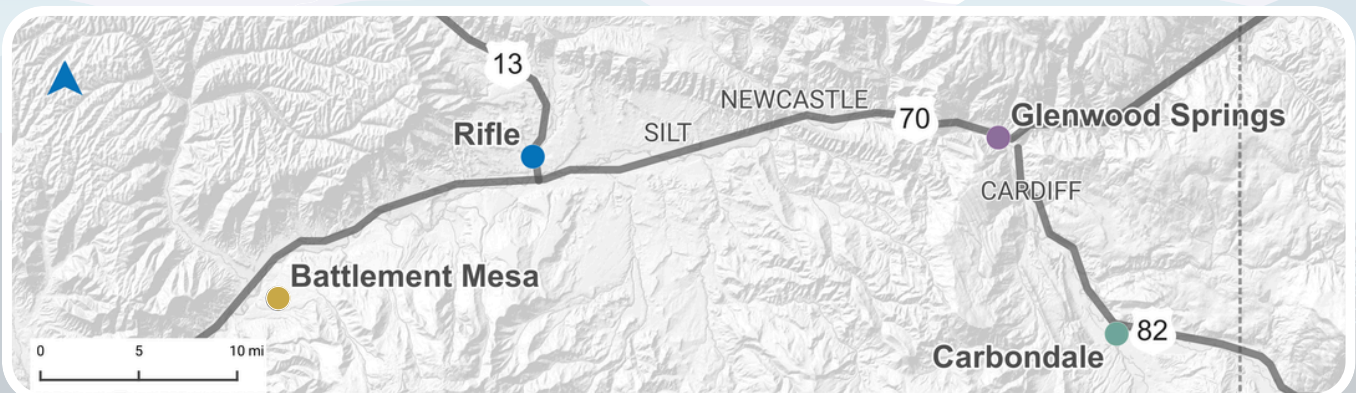 13
NEWCASTLE
70
Glenwood Springs
Rifle
SILT
CARDIFF
Battlement Mesa
82
Carbondale
0 5 10 mi